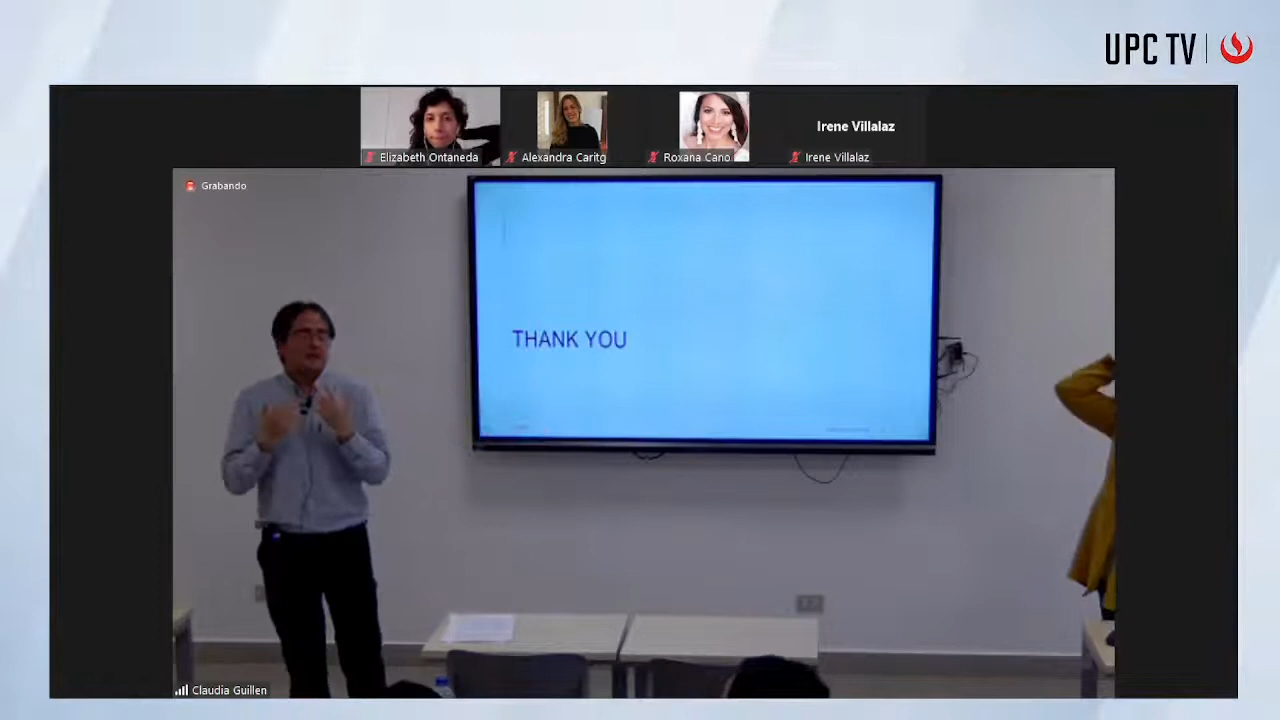 UPC TV
Irene Villalaz
Elizabeth Ontaneda
Alexandra Caritg
Roxana Cano
Irene Villalaz
Grabando
THANK YOU
Claudia Guillen